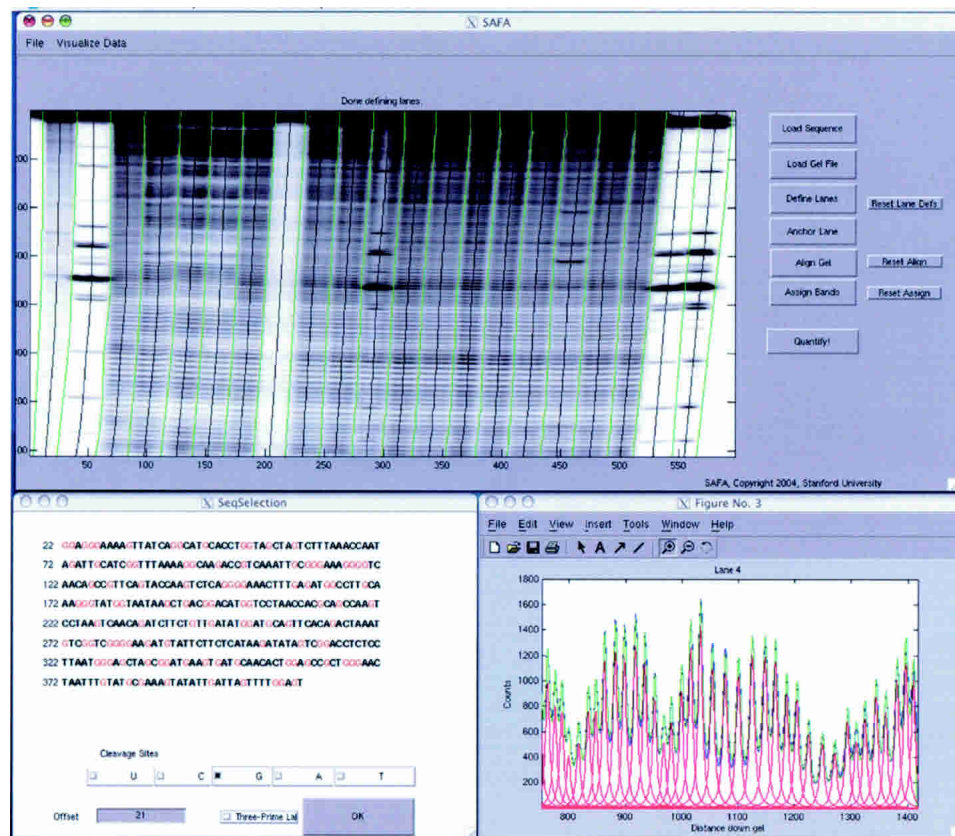 SAFA
File Visualize Data
Done defining lanes.
Load Sequence
Load Gel File
Define Lanes
Reset Lane Defs
Anchor Lane
Align Gel
Reset Align
Assign Bands
Reset Assign
Quantify!
50 100 150 200 250 300 350 400 450 500 550
SAFA, Copyright 2004, Stanford University
SeqSelection
22 GGAGGGAAAAGTTATCAGGCATGCACCTGGTAGCTAGTCTTTAAACCAAT
72 AGATTGCATCGGTTTAAAAGGCAAGACCGTCAAATTGCGGGAAAGGGGTC
122 AACAGCCGTTCAGTACCAAGTCTCAGGGGAAACTTTGAGATGGCCTTGCA
172 AAGGGTATGGTAATAAGCTGACGGACATGGTCCTAACCACGCAGCCAAGT
222 CCTAAGTCAACAGATCTTCTGTTGATATGGATGCAGTTCACAGACTAAAT
272 GTCGGTCGGGGAAGATGTATTCTTCTCATAAGATATAGTCGGACCTCTCC
322 TTAATGGGAGCTAGCGGATGAAGTGATGCAACACTGGAGCCGCTGGGAAC
372 TAATTTGTATGCGAAAGTATATTGATTAGTTTTGGAGT
Cleavage Sites
U C G A T
Offset 21 Three-Prime Lal OK
Figure No. 3
File Edit View Insert Tools Window Help
Lane 4
1800
1600
1400
1200
1000
800
600
400
200
Counts
800 900 1000 1100 1200 1300 1400
Distance down gel